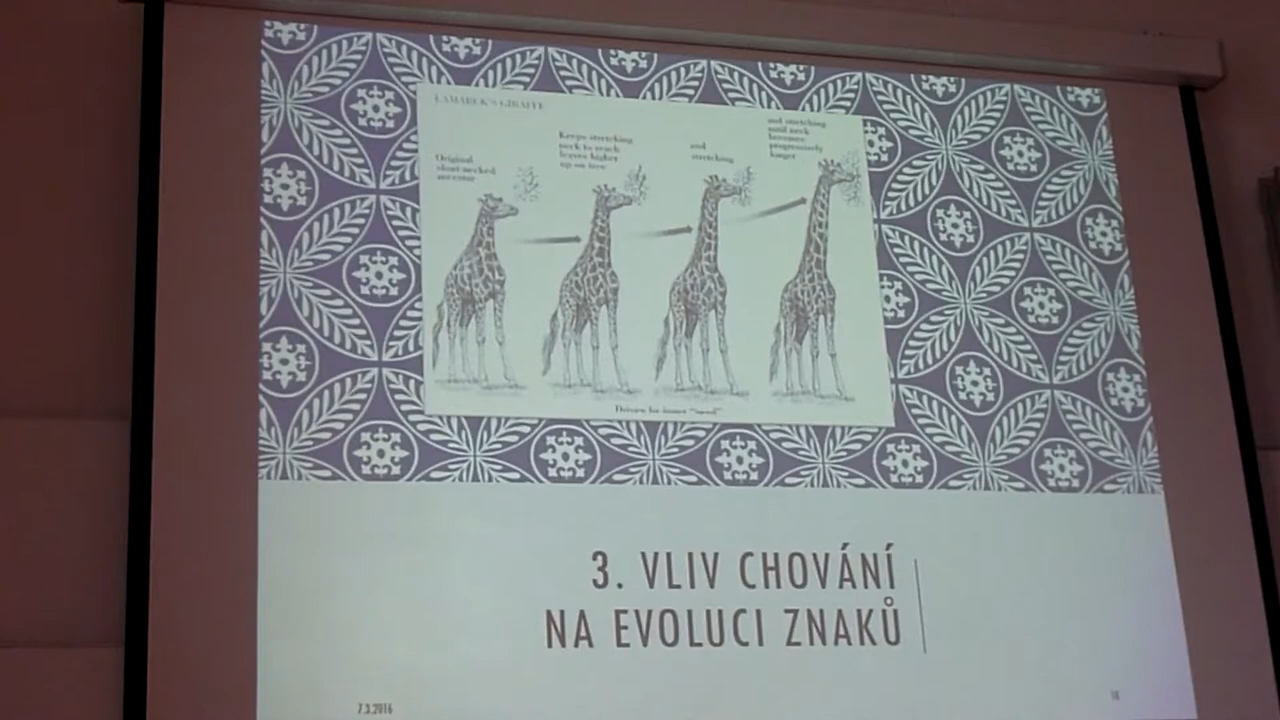 LAMARCK'S GIRAFFE
Original
short-necked
ancestor
Keeps stretching
neck to reach
leaves higher
up on tree
and
stretching
and stretching
until neck
becomes
progressively
longer
Driven by inner "need"
3. VLIV CHOVÁNÍ
NA EVOLUCI ZNAKŮ
7.3.2016